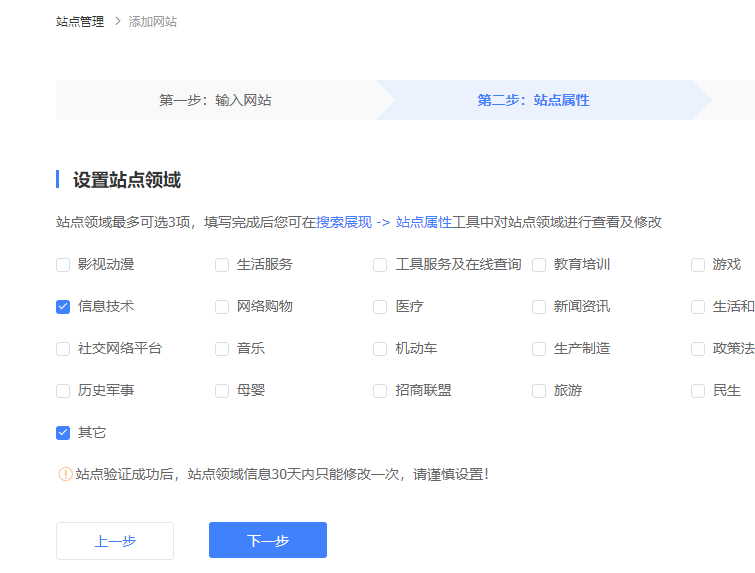 站点管理 > 添加网站
第一步：输入网站 第二步：站点属性
设置站点领域
站点领域最多可选3项，填写完成后您可在搜索展现 -> 站点属性工具中对站点领域进行查看及修改
影视动漫 生活服务 工具服务及在线查询 教育培训 游戏
信息技术 网络购物 医疗 新闻资讯 生活和
社交网络平台 音乐 机动车 生产制造 政策法
历史军事 母婴 招商联盟 旅游 民生
其它
站点验证成功后，站点领域信息30天内只能修改一次，请谨慎设置！
上一步 下一步